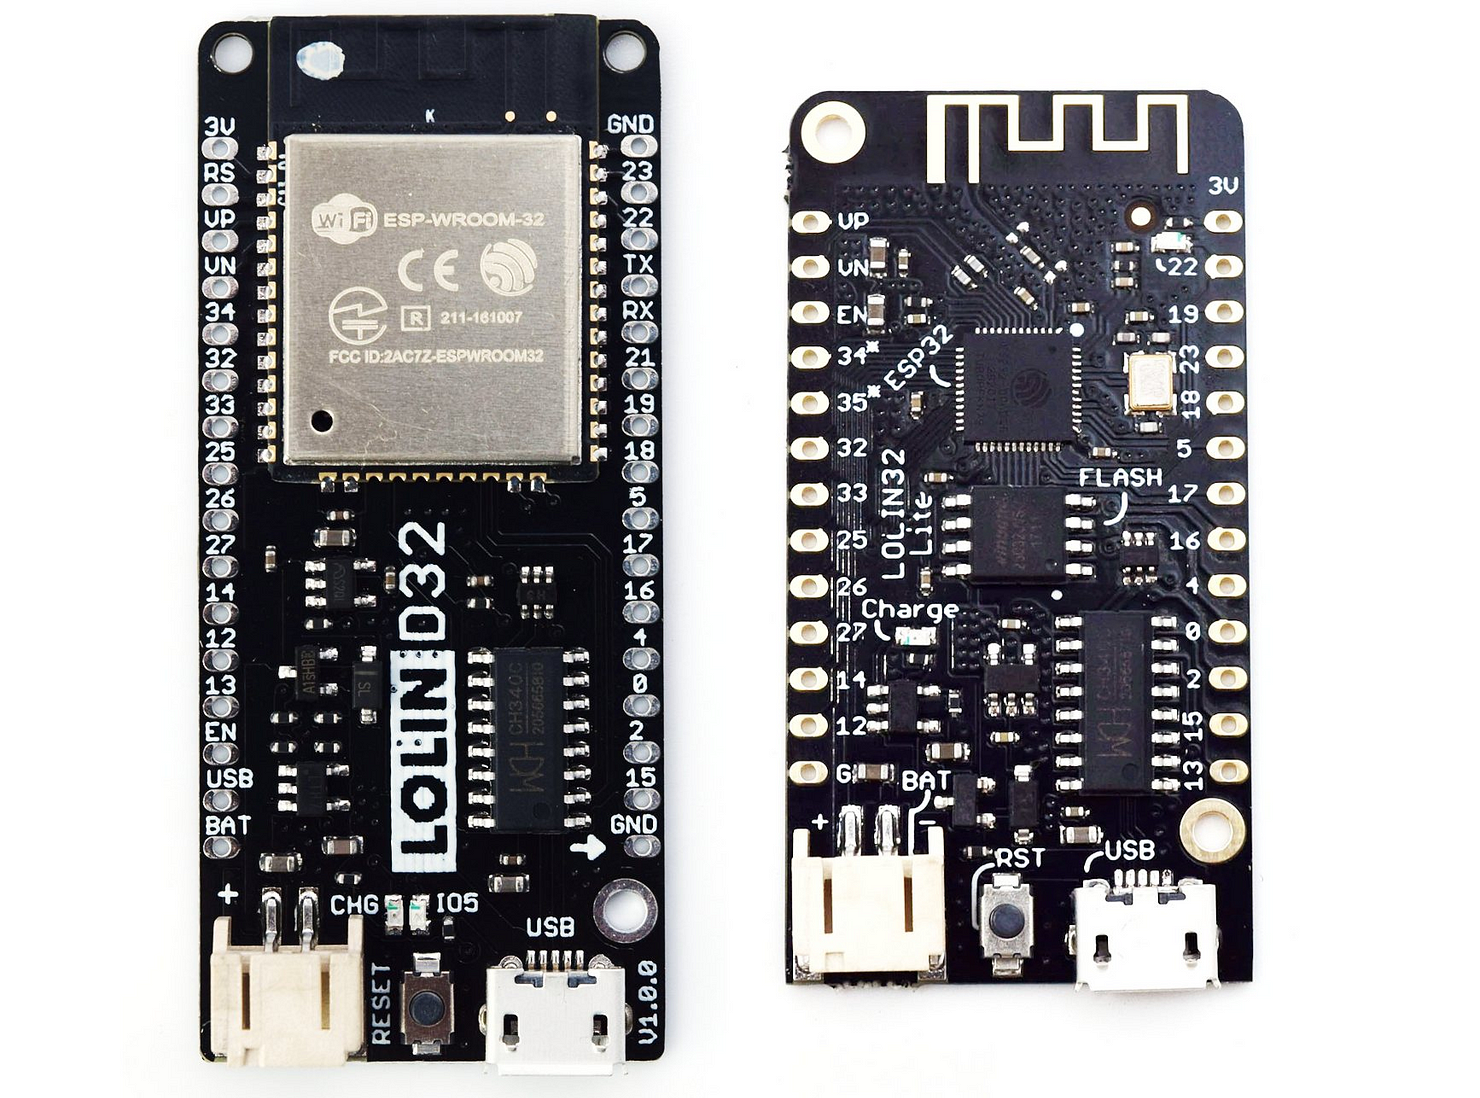 K
3V
RS
VP
VN
34
32
33
25
26
27
14
12
13
EN
USB
BAT
+
GND
23
22
TX
RX
21
19
18
5
17
16
4
0
2
15
GND
WiFi ESP-WROOM-32
CE
R 211-161007
FCC ID:2AC7Z-ESPWROOM32
LOLIN D32
WCH CH340C
CHG
IO5
RESET
USB
V1.0.0
3V
VP
VN
EN
34*
35*
32
33
25
26
27
14
12
G
22
19
23
18
5
17
16
4
0
2
15
13
ESP32
LOLIN32
Lite
FLASH
Charge
WCH CH340
BAT
+
-
RST
USB